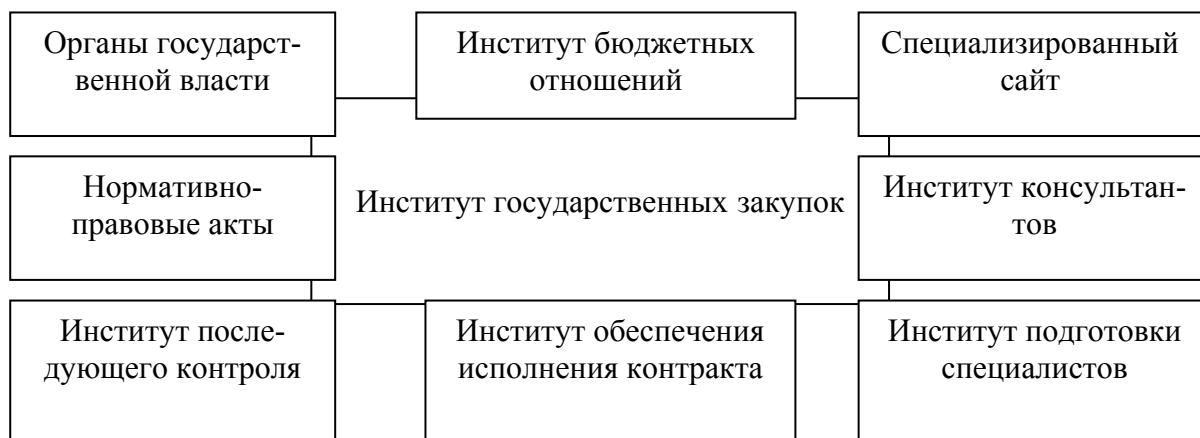 Органы государст-
венной власти
Институт бюджетных
отношений
Специализированный
сайт
Нормативно-
правовые акты
Институт государственных закупок
Институт консультан-
тов
Институт после-
дующего контроля
Институт обеспечения
исполнения контракта
Институт подготовки
специалистов